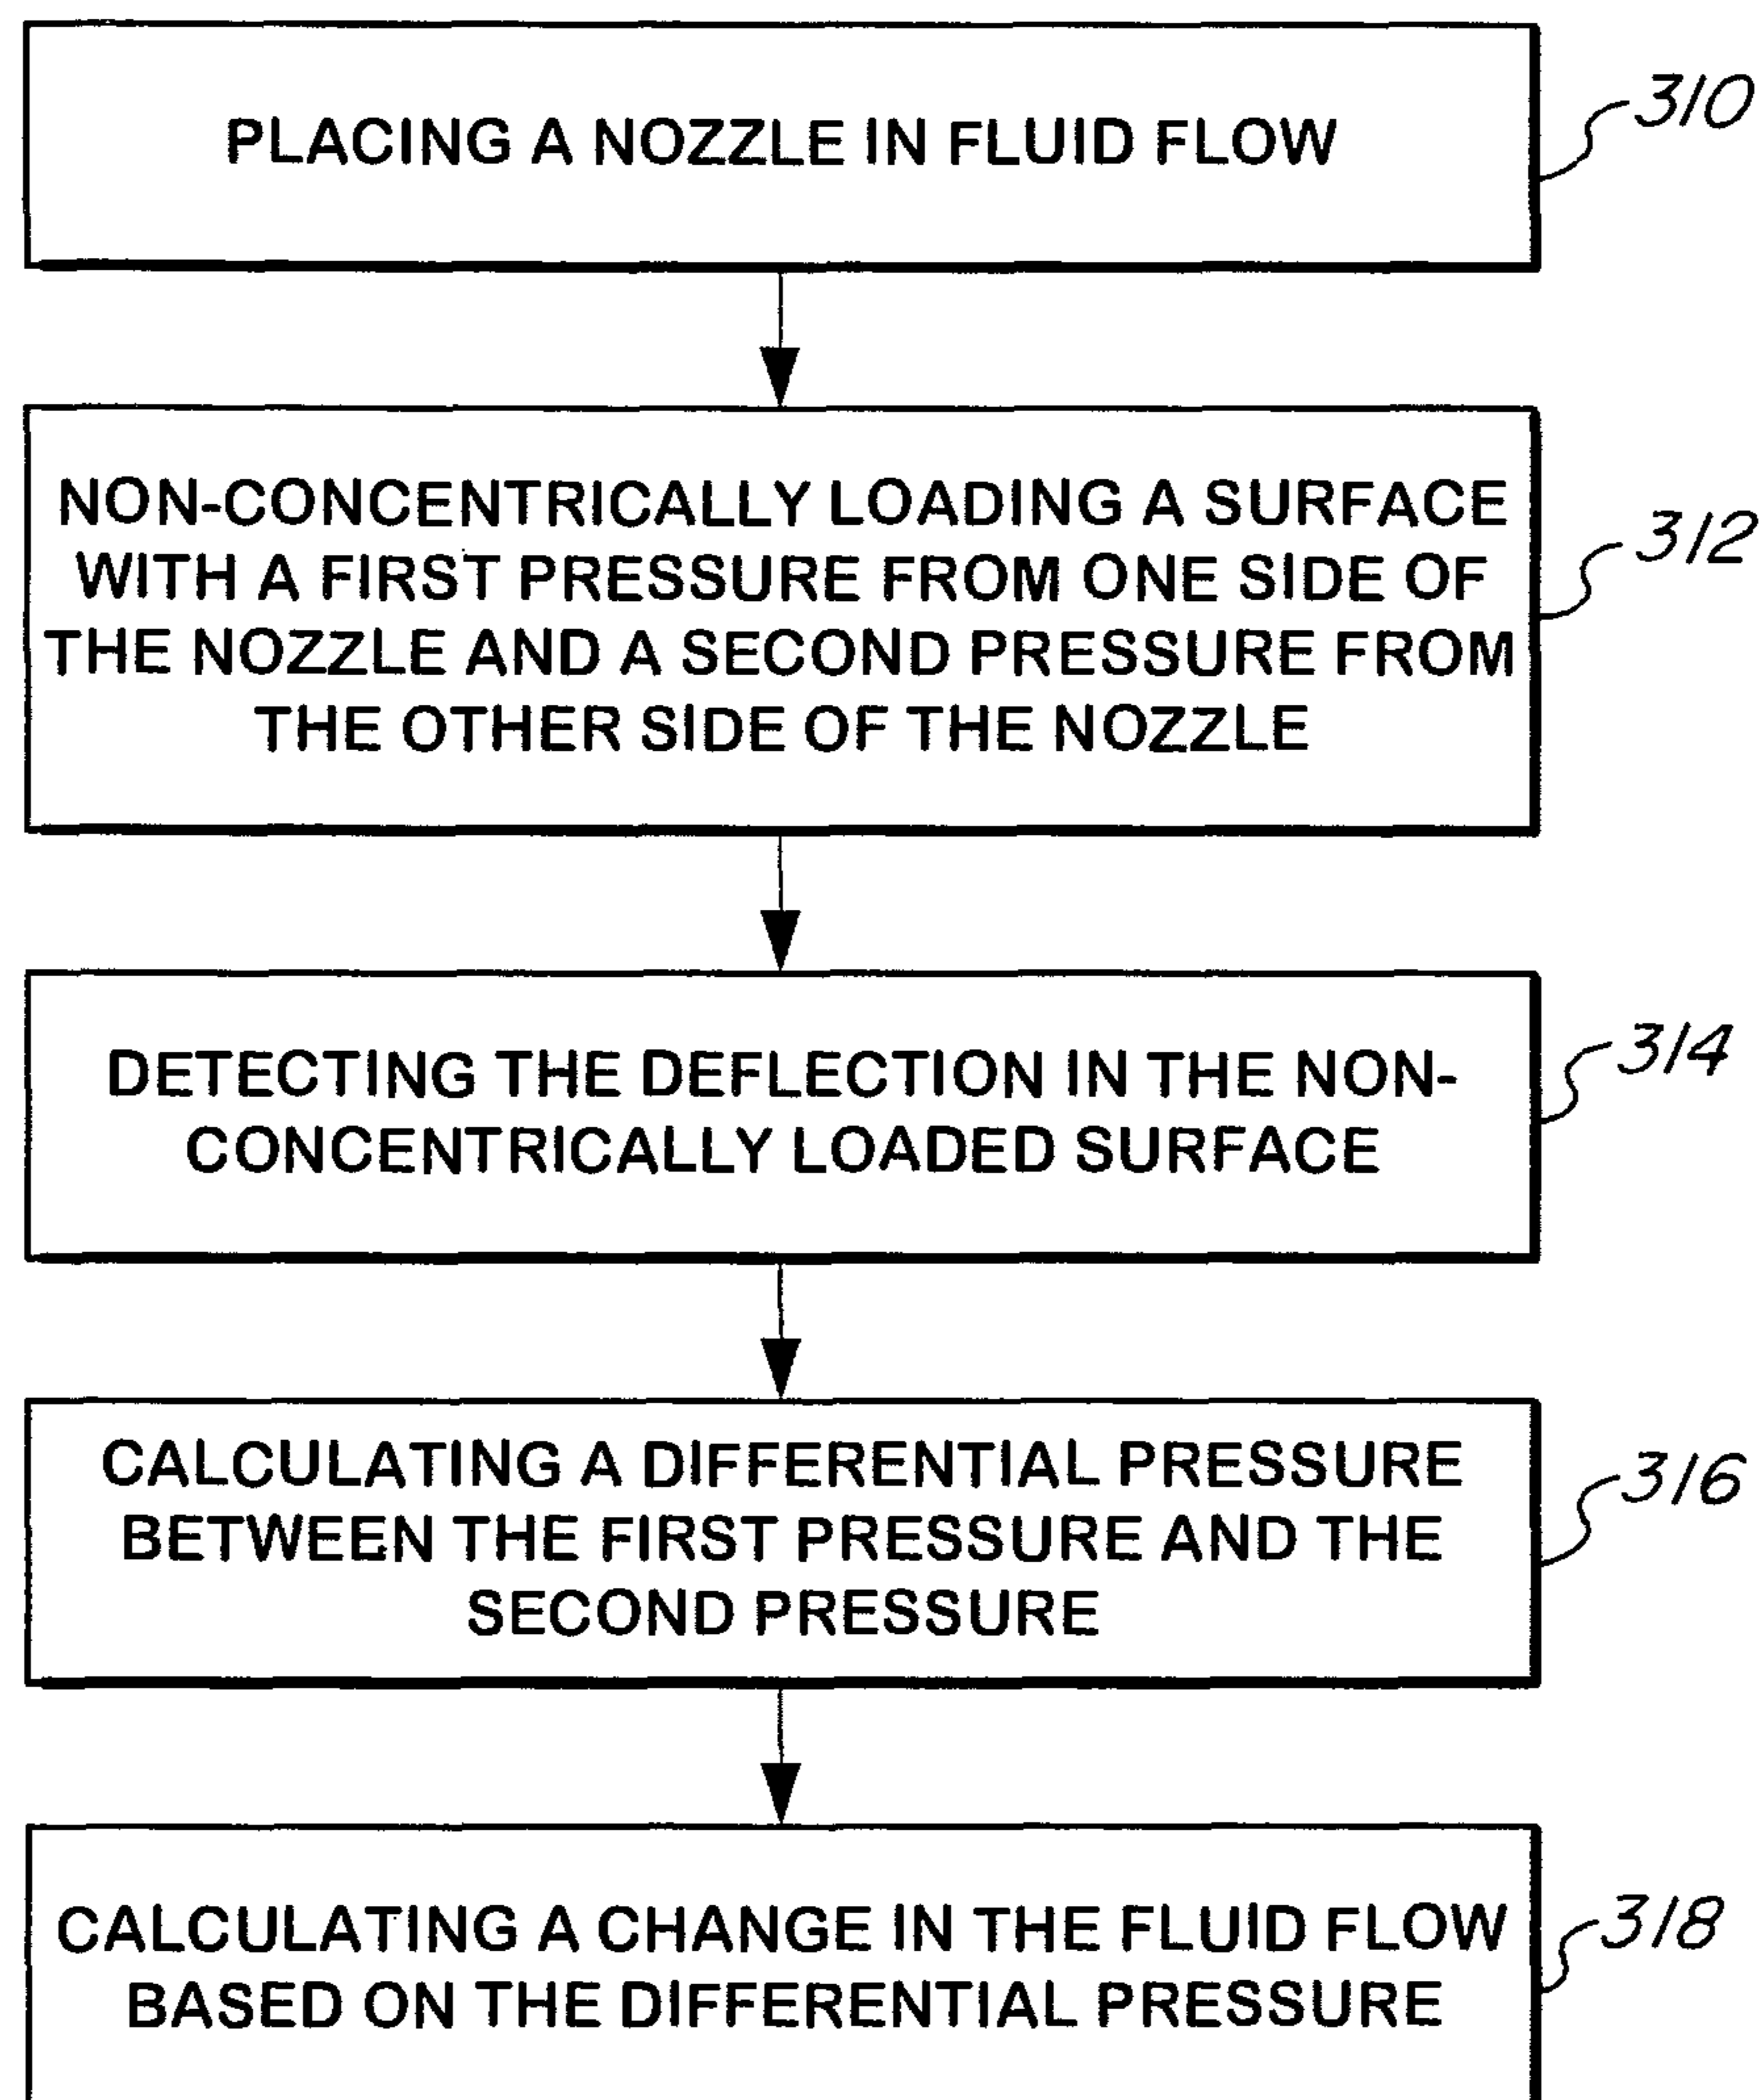 PLACING A NOZZLE IN FLUID FLOW
310
NON-CONCENTRICALLY LOADING A SURFACE
WITH A FIRST PRESSURE FROM ONE SIDE OF
THE NOZZLE AND A SECOND PRESSURE FROM
THE OTHER SIDE OF THE NOZZLE
312
DETECTING THE DEFLECTION IN THE NON-
CONCENTRICALLY LOADED SURFACE
314
CALCULATING A DIFFERENTIAL PRESSURE
BETWEEN THE FIRST PRESSURE AND THE
SECOND PRESSURE
316
CALCULATING A CHANGE IN THE FLUID FLOW
BASED ON THE DIFFERENTIAL PRESSURE
318